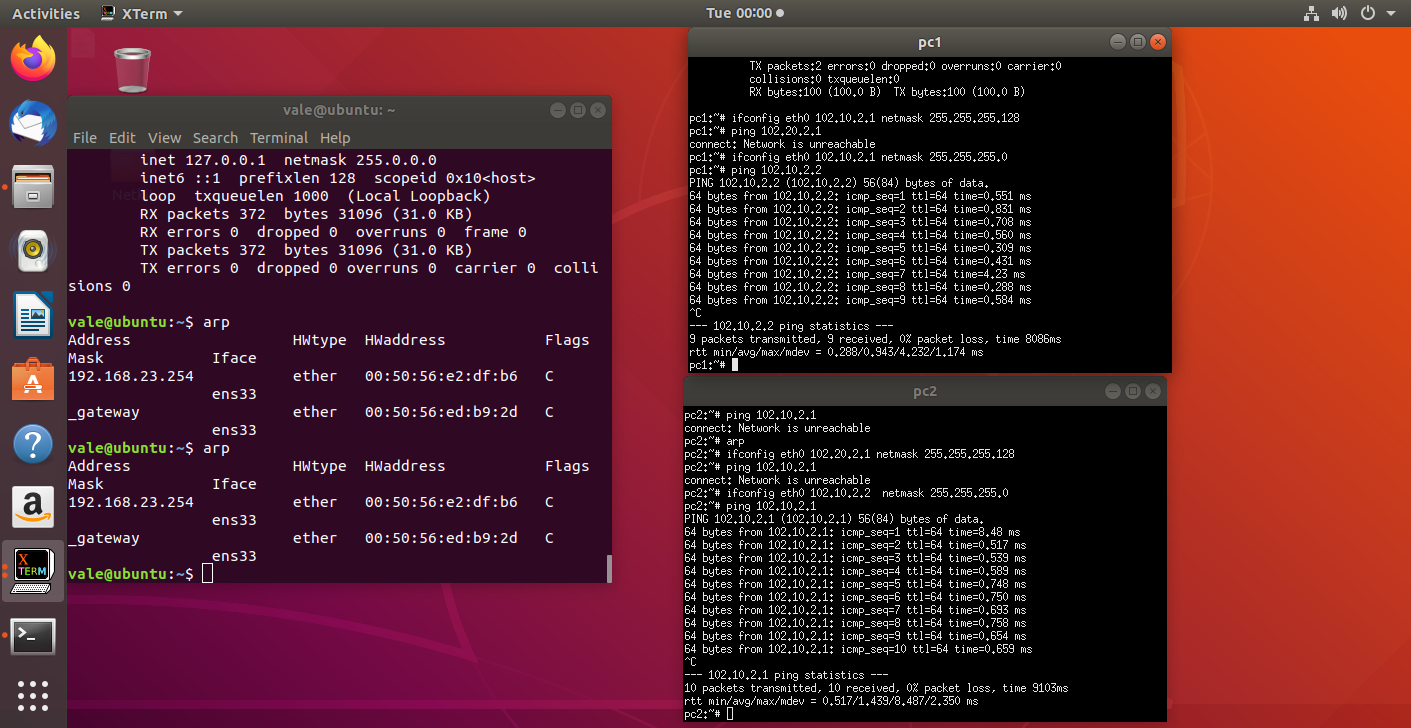 Activities
XTerm
Tue 00:00
vale@ubuntu: ~
File Edit View Search Terminal Help
inet 127.0.0.1  netmask 255.0.0.0
inet6 ::1  prefixlen 128  scopeid 0x10<host>
loop  txqueuelen 1000  (Local Loopback)
RX packets 372  bytes 31096 (31.0 KB)
RX errors 0  dropped 0  overruns 0  frame 0
TX packets 372  bytes 31096 (31.0 KB)
TX errors 0  dropped 0 overruns 0  carrier 0  colli
sions 0
vale@ubuntu:~$ arp
Address                  HWtype  HWaddress           Flags
Mask            Iface
192.168.23.254           ether   00:50:56:e2:df:b6   C
ens33
_gateway                 ether   00:50:56:ed:b9:2d   C
ens33
vale@ubuntu:~$ arp
Address                  HWtype  HWaddress           Flags
Mask            Iface
192.168.23.254           ether   00:50:56:e2:df:b6   C
ens33
_gateway                 ether   00:50:56:ed:b9:2d   C
ens33
vale@ubuntu:~$
pc1
TX packets:2 errors:0 dropped:0 overruns:0 carrier:0
collisions:0 txqueuelen:0
RX bytes:100 (100.0 B)  TX bytes:100 (100.0 B)
pc1:~# ifconfig eth0 102.10.2.1 netmask 255.255.255.128
pc1:~# ping 102.20.2.1
connect: Network is unreachable
pc1:~# ifconfig eth0 102.10.2.1 netmask 255.255.255.0
pc1:~# ping 102.10.2.2
PING 102.10.2.2 (102.10.2.2) 56(84) bytes of data.
64 bytes from 102.10.2.2: icmp_seq=1 ttl=64 time=0.551 ms
64 bytes from 102.10.2.2: icmp_seq=2 ttl=64 time=0.831 ms
64 bytes from 102.10.2.2: icmp_seq=3 ttl=64 time=0.708 ms
64 bytes from 102.10.2.2: icmp_seq=4 ttl=64 time=0.560 ms
64 bytes from 102.10.2.2: icmp_seq=5 ttl=64 time=0.309 ms
64 bytes from 102.10.2.2: icmp_seq=6 ttl=64 time=0.431 ms
64 bytes from 102.10.2.2: icmp_seq=7 ttl=64 time=4.23 ms
64 bytes from 102.10.2.2: icmp_seq=8 ttl=64 time=0.288 ms
64 bytes from 102.10.2.2: icmp_seq=9 ttl=64 time=0.584 ms
^C
--- 102.10.2.2 ping statistics ---
9 packets transmitted, 9 received, 0% packet loss, time 8086ms
rtt min/avg/max/mdev = 0.288/0.943/4.232/1.174 ms
pc1:~#
pc2
pc2:~# ping 102.10.2.1
connect: Network is unreachable
pc2:~# arp
pc2:~# ifconfig eth0 102.20.2.1 netmask 255.255.255.128
pc2:~# ping 102.10.2.1
connect: Network is unreachable
pc2:~# ifconfig eth0 102.10.2.2  netmask 255.255.255.0
pc2:~# ping 102.10.2.1
PING 102.10.2.1 (102.10.2.1) 56(84) bytes of data.
64 bytes from 102.10.2.1: icmp_seq=1 ttl=64 time=8.48 ms
64 bytes from 102.10.2.1: icmp_seq=2 ttl=64 time=0.517 ms
64 bytes from 102.10.2.1: icmp_seq=3 ttl=64 time=0.539 ms
64 bytes from 102.10.2.1: icmp_seq=4 ttl=64 time=0.589 ms
64 bytes from 102.10.2.1: icmp_seq=5 ttl=64 time=0.748 ms
64 bytes from 102.10.2.1: icmp_seq=6 ttl=64 time=0.750 ms
64 bytes from 102.10.2.1: icmp_seq=7 ttl=64 time=0.693 ms
64 bytes from 102.10.2.1: icmp_seq=8 ttl=64 time=0.758 ms
64 bytes from 102.10.2.1: icmp_seq=9 ttl=64 time=0.654 ms
64 bytes from 102.10.2.1: icmp_seq=10 ttl=64 time=0.659 ms
^C
--- 102.10.2.1 ping statistics ---
10 packets transmitted, 10 received, 0% packet loss, time 9103ms
rtt min/avg/max/mdev = 0.517/1.439/8.487/2.350 ms
pc2:~#
X
TERM